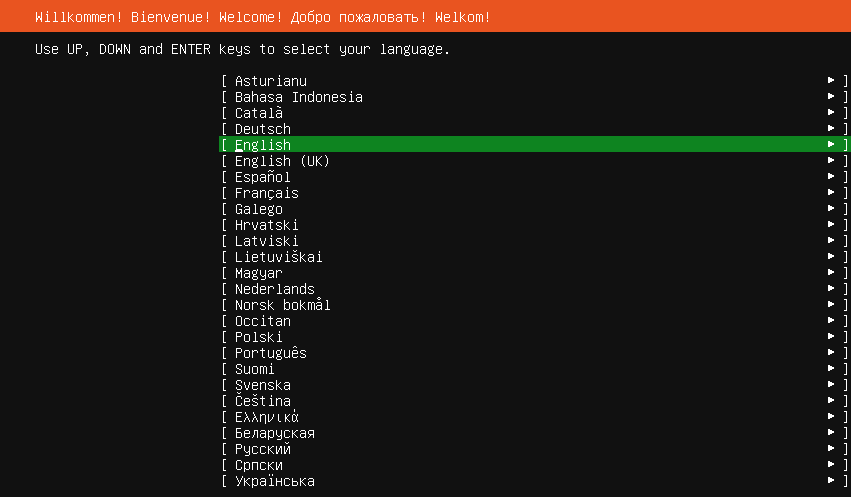 Willkommen! Bienvenue! Welcome! Добро пожаловать! Welkom!
Use UP, DOWN and ENTER keys to select your language.
[ Asturianu ► ]
[ Bahasa Indonesia ► ]
[ Català ► ]
[ Deutsch ► ]
[ English ► ]
[ English (UK) ► ]
[ Español ► ]
[ Français ► ]
[ Galego ► ]
[ Hrvatski ► ]
[ Latviski ► ]
[ Lietuviškai ► ]
[ Magyar ► ]
[ Nederlands ► ]
[ Norsk bokmål ► ]
[ Occitan ► ]
[ Polski ► ]
[ Português ► ]
[ Suomi ► ]
[ Svenska ► ]
[ Čeština ► ]
[ Ελληνικά ► ]
[ Беларуская ► ]
[ Русский ► ]
[ Српски ► ]
[ Українська ► ]